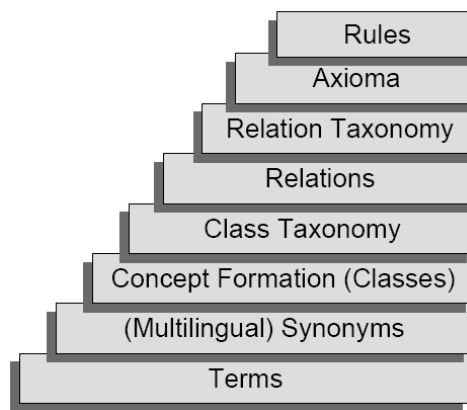 Rules
Axioma
Relation Taxonomy
Relations
Class Taxonomy
Concept Formation (Classes)
(Multilingual) Synonyms
Terms